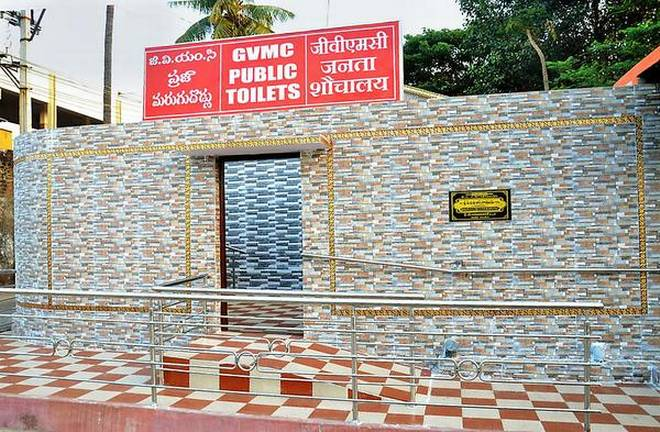 జి.వి.యం.సి
ప్రజా
మరుగుదొడ్లు
GVMC
PUBLIC
TOILETS
जीवीएमसी
जनता
शौचालय